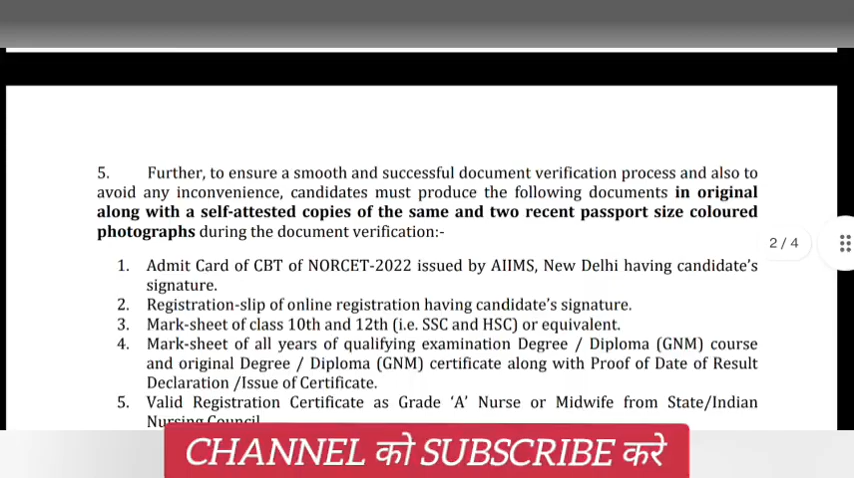 5. Further, to ensure a smooth and successful document verification process and also to
avoid any inconvenience, candidates must produce the following documents in original
along with a self-attested copies of the same and two recent passport size coloured
photographs during the document verification:-
2 / 4
1. Admit Card of CBT of NORCET-2022 issued by AIIMS, New Delhi having candidate’s
signature.
2. Registration-slip of online registration having candidate’s signature.
3. Mark-sheet of class 10th and 12th (i.e. SSC and HSC) or equivalent.
4. Mark-sheet of all years of qualifying examination Degree / Diploma (GNM) course
and original Degree / Diploma (GNM) certificate along with Proof of Date of Result
Declaration /Issue of Certificate.
5. Valid Registration Certificate as Grade ‘A’ Nurse or Midwife from State/Indian
Nursing Council
CHANNEL को SUBSCRIBE करे